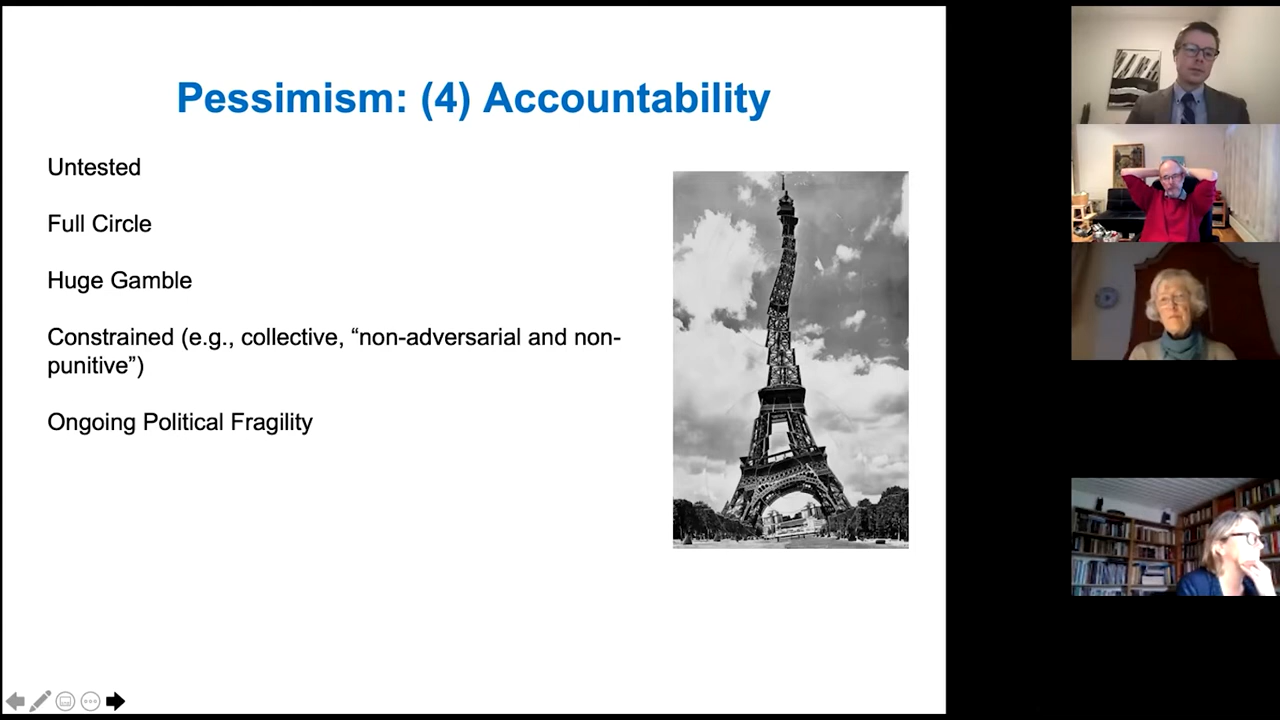 Pessimism: (4) Accountability
Untested
Full Circle
Huge Gamble
Constrained (e.g., collective, “non-adversarial and non-
punitive”)
Ongoing Political Fragility